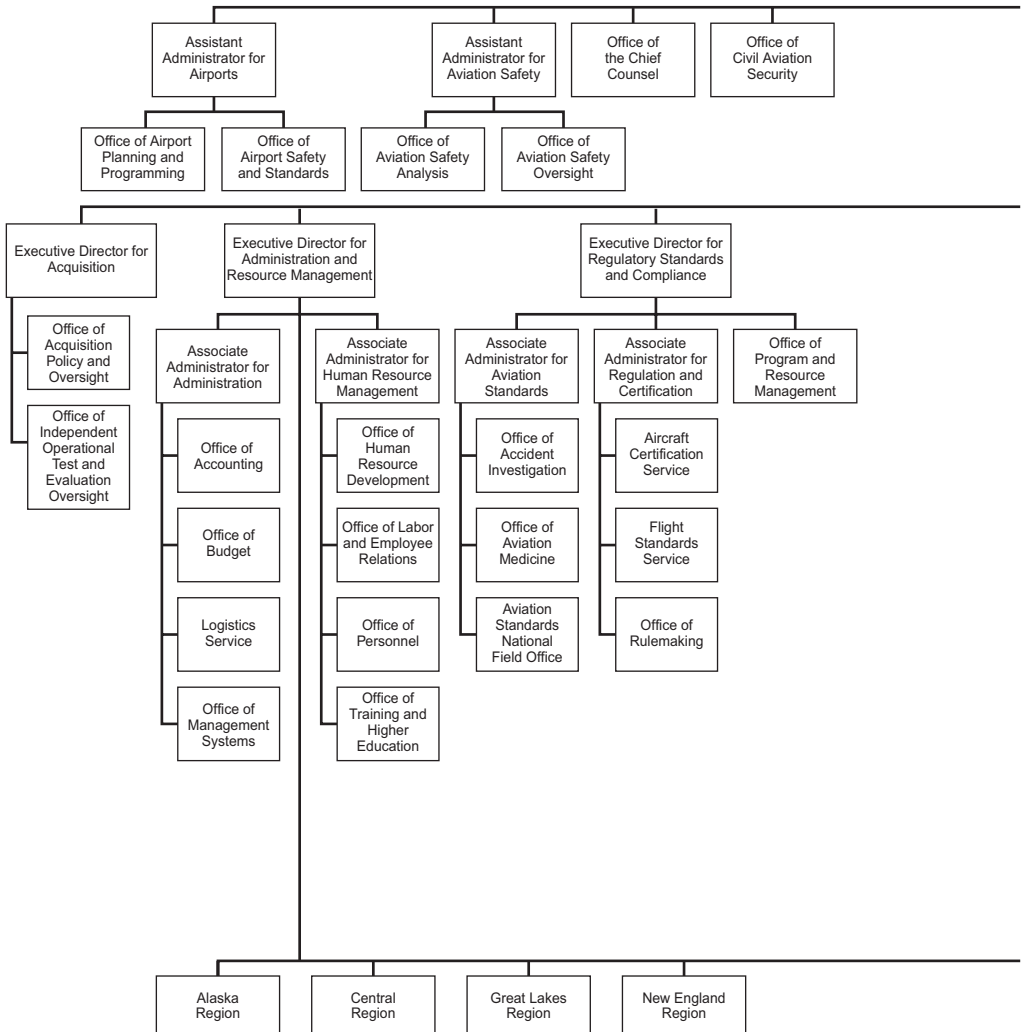 Assistant
Administrator for
Airports
Assistant
Administrator for
Aviation Safety
Office of
the Chief
Counsel
Office of
Civil Aviation
Security
Office of Airport
Planning and
Programming
Office of
Airport Safety
and Standards
Office of
Aviation Safety
Analysis
Office of
Aviation Safety
Oversight
Executive Director for
Acquisition
Executive Director for
Administration and
Resource Management
Executive Director for
Regulatory Standards
and Compliance
Office of
Acquisition
Policy and
Oversight
Office of
Independent
Operational
Test and
Evaluation
Oversight
Associate
Administrator for
Administration
Office of
Accounting
Office of
Budget
Logistics
Service
Office of
Management
Systems
Associate
Administrator for
Human Resource
Management
Office of
Human
Resource
Development
Office of Labor
and Employee
Relations
Office of
Personnel
Office of
Training and
Higher
Education
Associate
Administrator for
Aviation
Standards
Office of
Accident
Investigation
Office of
Aviation
Medicine
Aviation
Standards
National
Field Office
Associate
Administrator for
Regulation and
Certification
Aircraft
Certification
Service
Flight
Standards
Service
Office of
Rulemaking
Office of
Program and
Resource
Management
Alaska
Region
Central
Region
Great Lakes
Region
New England
Region